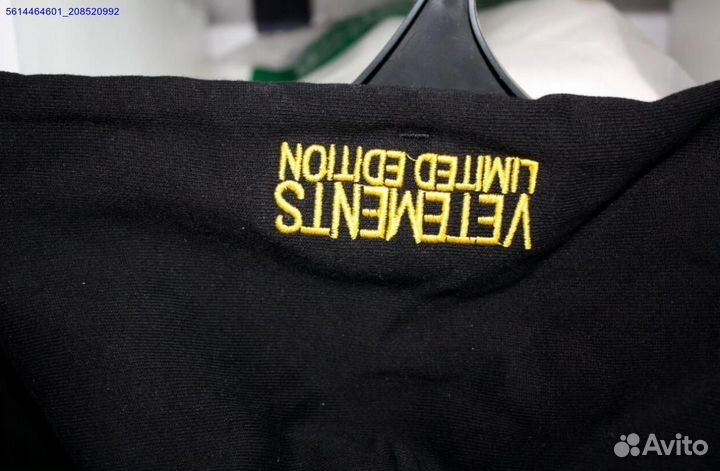 5614464601_208520992
VETEMENTS
LIMITED EDITION
Avito